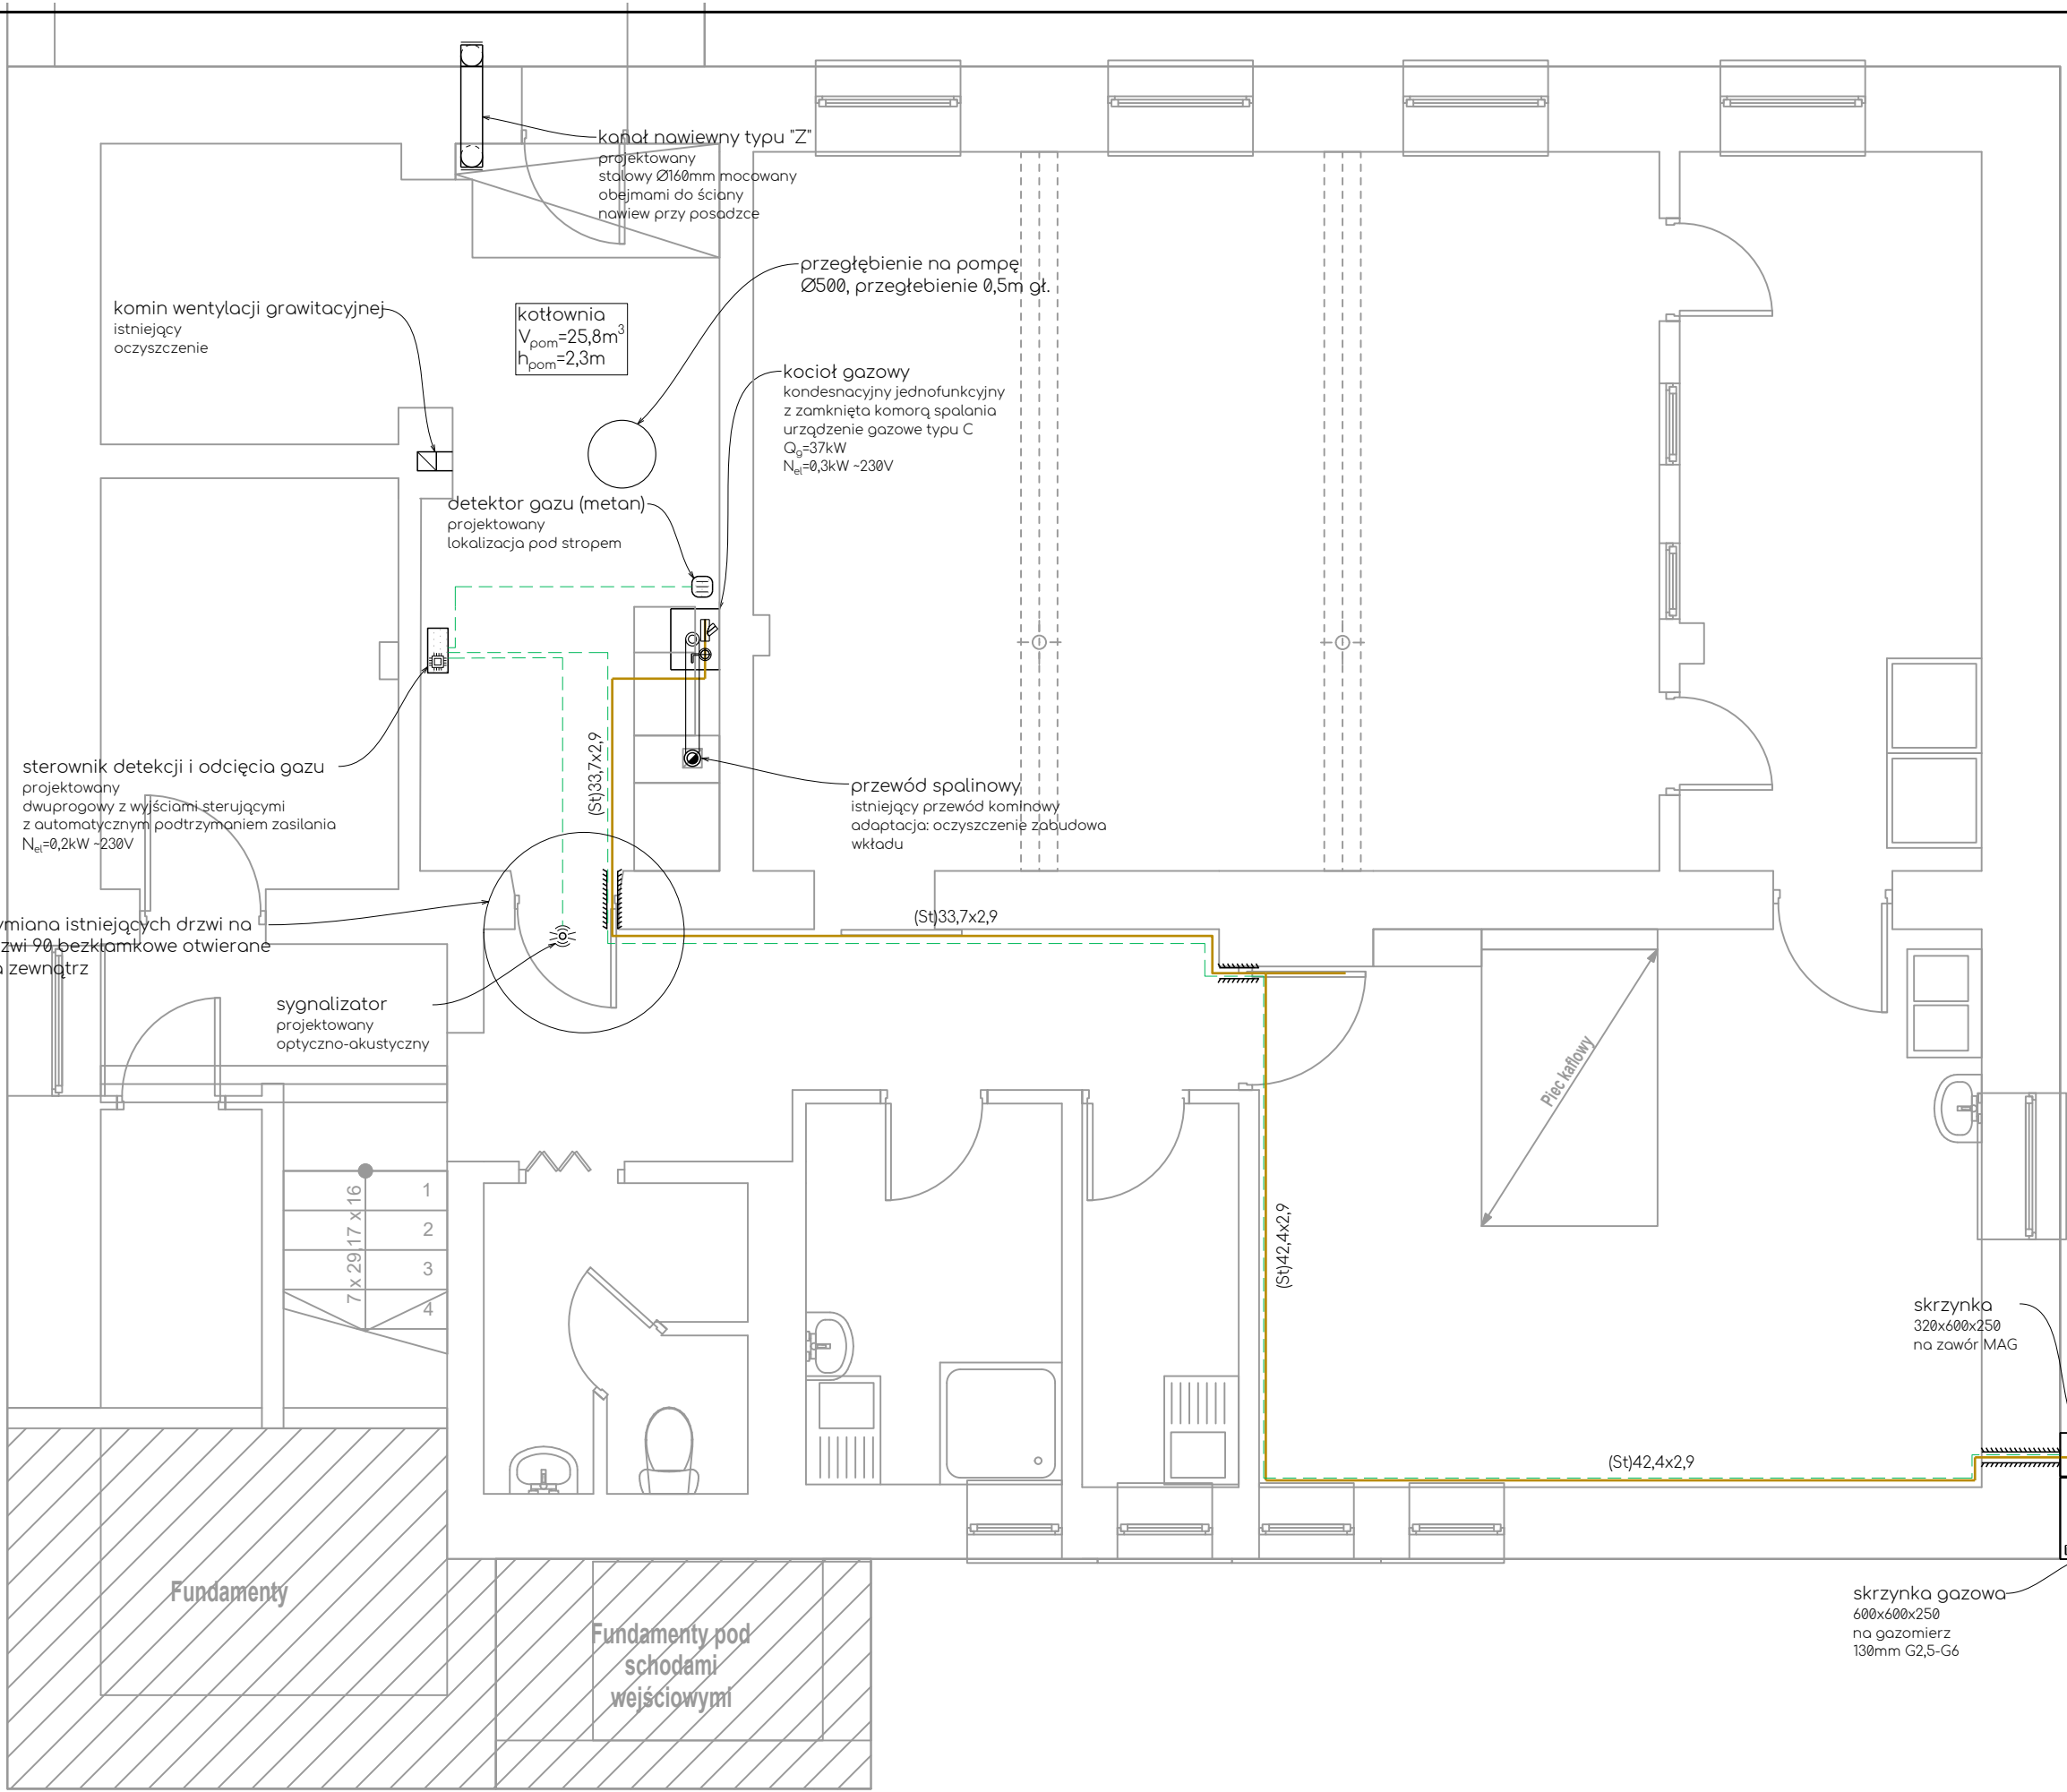 kanał nawiewny typu "Z"
projektowany
stalowy Ø160mm mocowany
obejmami do ściany
nawiew przy posadzce
przegłębienie na pompę
Ø500, przegłebienie 0,5m gł.
komin wentylacji grawitacyjnej
istniejący
oczyszczenie
kotłownia
Vpom=25,8m³
hpom=2,3m
kocioł gazowy
kondesnacyjny jednofunkcyjny
z zamknięta komorą spalania
urządzenie gazowe typu C
Qg=37kW
Nel=0,3kW ~230V
detektor gazu (metan)
projektowany
lokalizacja pod stropem
sterownik detekcji i odcięcia gazu
projektowany
dwuprogowy z wyjściami sterującymi
z automatycznym podtrzymaniem zasilania
Nel=0,2kW ~230V
(St)33,7x2,9
przewód spalinowy
istniejący przewód kominowy
adaptacja: oczyszczenie zabudowa
wkładu
ymiana istniejących drzwi na
zwi 90 bezklamkowe otwierane
a zewnątrz
(St)33,7x2,9
sygnalizator
projektowany
optyczno-akustyczny
Piec kaflowy
7 x 29,17 x 16
1
2
3
4
(St)42,4x2,9
skrzynka
320x600x250
na zawór MAG
(St)42,4x2,9
Fundamenty
Fundamenty pod
schodami
wejściowymi
skrzynka gazowa
600x600x250
na gazomierz
130mm G2,5-G6